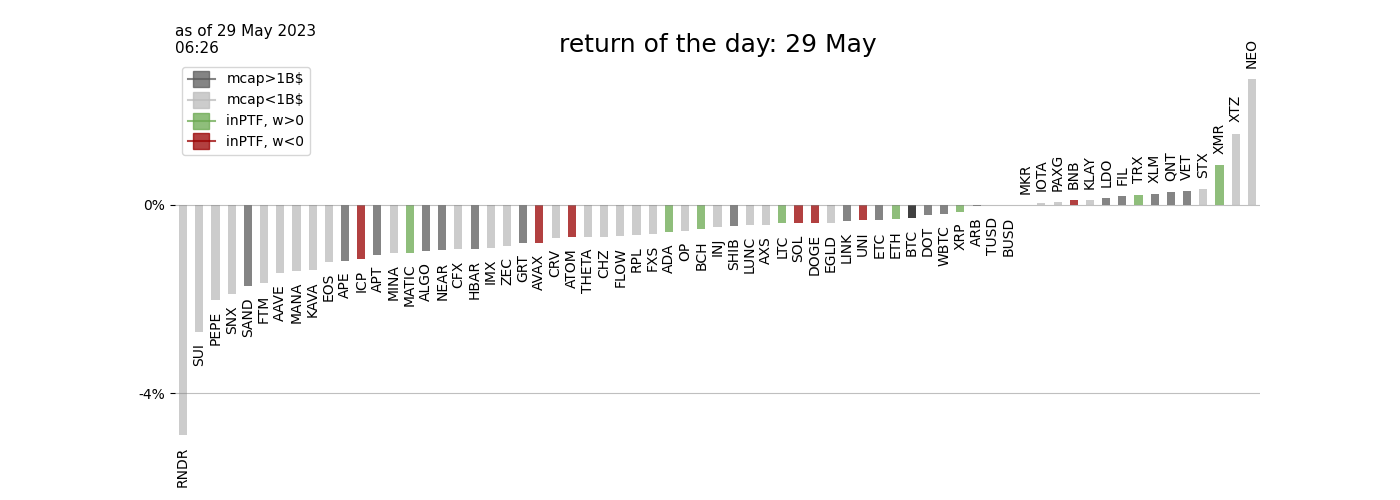 as of 29 May 2023
06:26
return of the day: 29 May
mcap>1B$
mcap<1B$
inPTF, w>0
inPTF, w<0
0%
-4%
RNDR
SUI
PEPE
SNX
SAND
FTM
AAVE
MANA
KAVA
EOS
APE
ICP
APT
MINA
MATIC
ALGO
NEAR
CFX
HBAR
IMX
ZEC
GRT
AVAX
CRV
ATOM
THETA
CHZ
FLOW
RPL
FXS
ADA
OP
BCH
INJ
SHIB
LUNC
AXS
LTC
SOL
DOGE
EGLD
LINK
UNI
ETC
ETH
BTC
DOT
WBTC
XRP
ARB
TUSD
BUSD
MKR
IOTA
PAXG
BNB
KLAY
LDO
FIL
TRX
XLM
QNT
VET
STX
XMR
XTZ
NEO